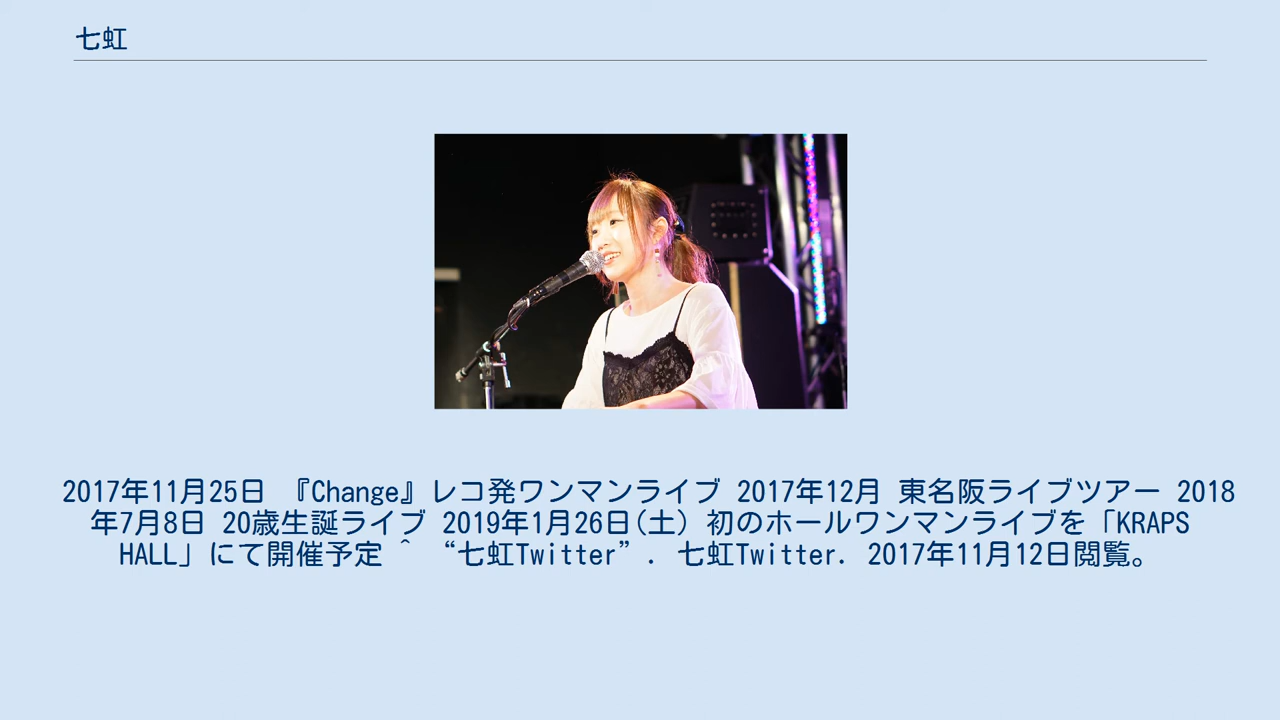 七虹
2017年11月25日 『Change』レコ発ワンマンライブ 2017年12月 東名阪ライブツアー 2018
年7月8日 20歳生誕ライブ 2019年1月26日(土) 初のホールワンマンライブを「KRAPS
HALL」にて開催予定 ^ “七虹Twitter”. 七虹Twitter. 2017年11月12日閲覧。